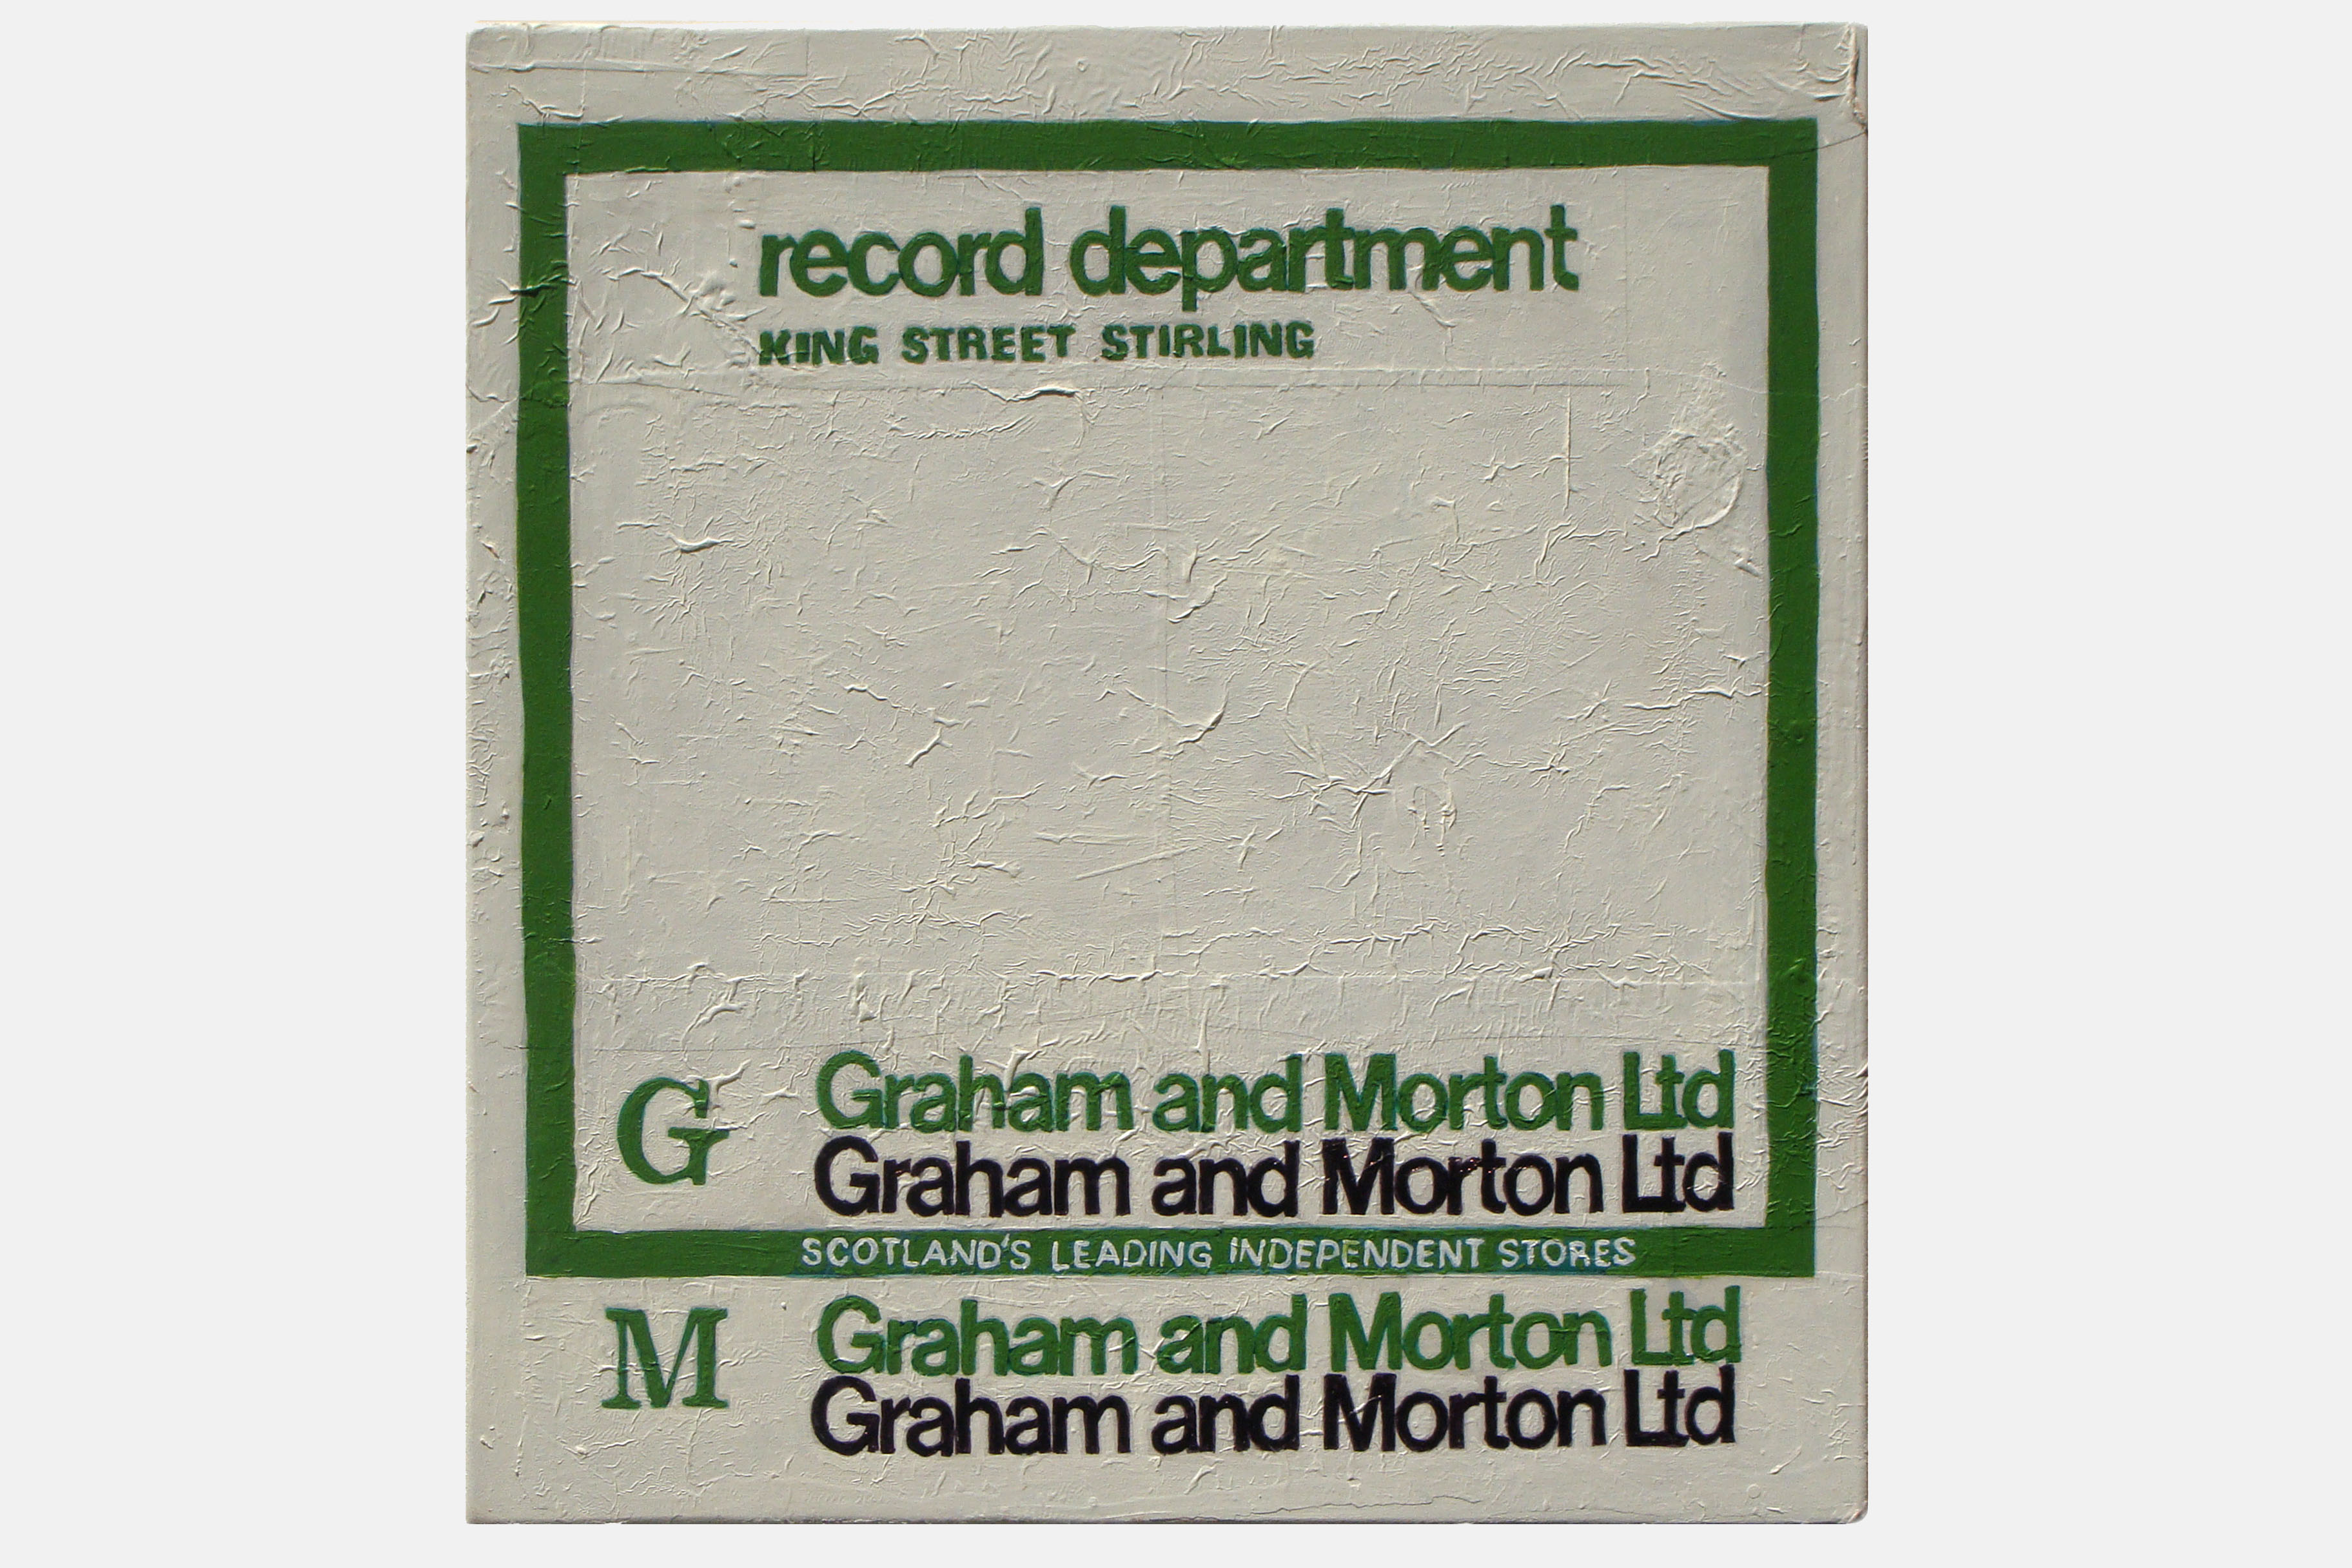 record department
KING STREET STIRLING
G
Graham and Morton Ltd
Graham and Morton Ltd
SCOTLAND'S LEADING INDEPENDENT STORES
M
Graham and Morton Ltd
Graham and Morton Ltd